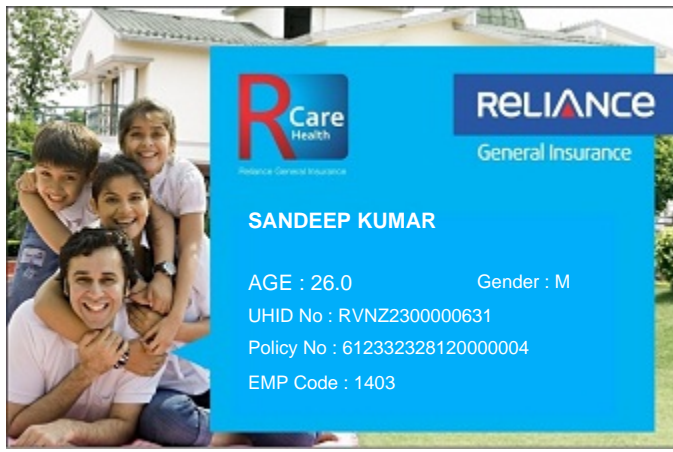 RCare
Health
Reliance General Insurance
RELIANCE
General Insurance
SANDEEP KUMAR
AGE : 26.0 Gender : M
UHID No : RVNZ2300000631
Policy No : 612332328120000004
EMP Code : 1403